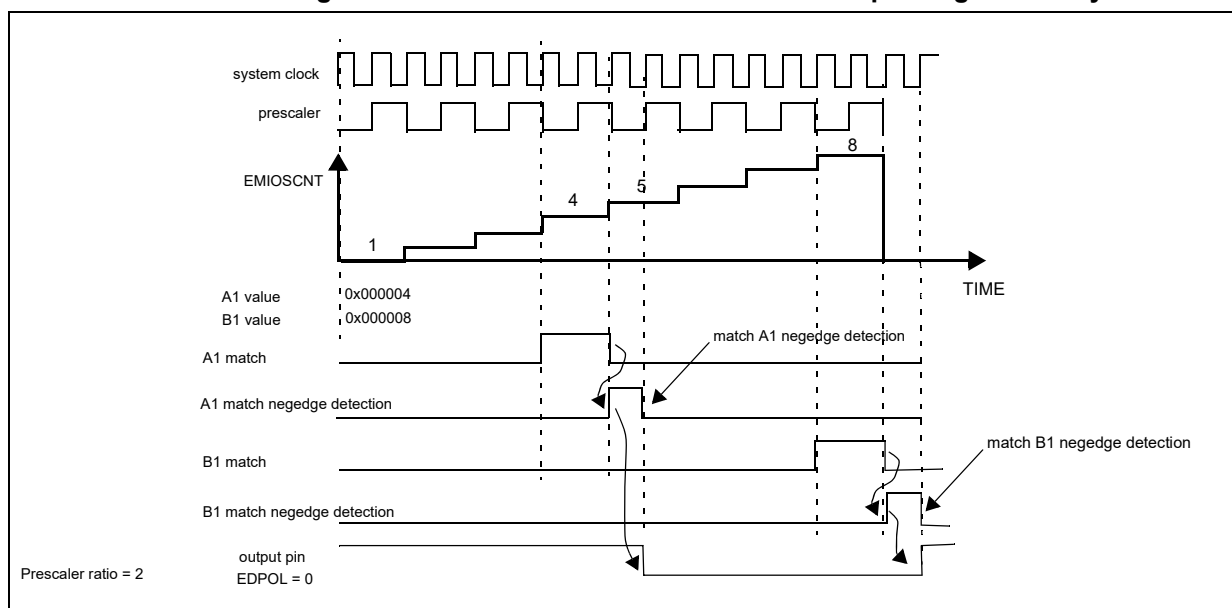 system clock
prescaler
8
EMIOSCNT
5
4
1
TIME
A1 value 0x000004
B1 value 0x000008
match A1 negedge detection
A1 match
A1 match negedge detection
match B1 negedge detection
B1 match
B1 match negedge detection
output pin
Prescaler ratio = 2
EDPOL = 0